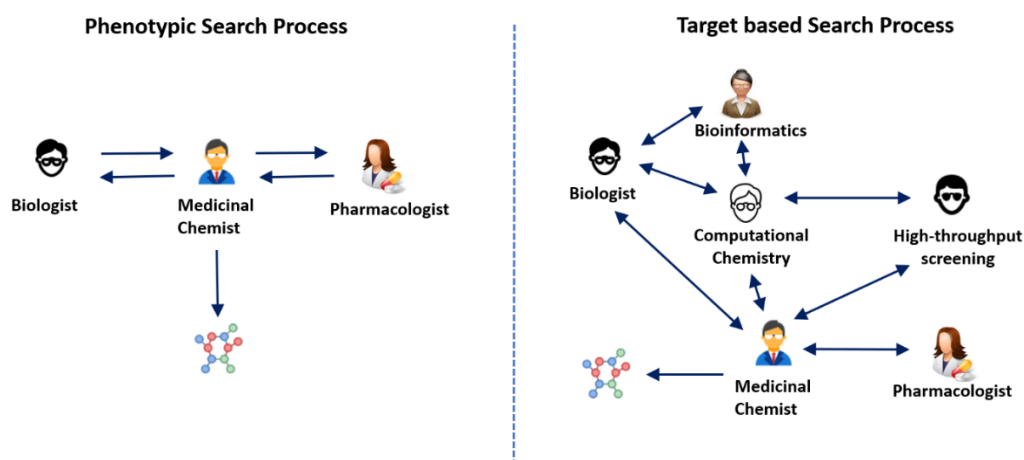 Phenotypic Search Process
Biologist
Medicinal
Chemist
Pharmacologist
Target based Search Process
Bioinformatics
Biologist
Computational
Chemistry
High-throughput
screening
Medicinal
Chemist
Pharmacologist